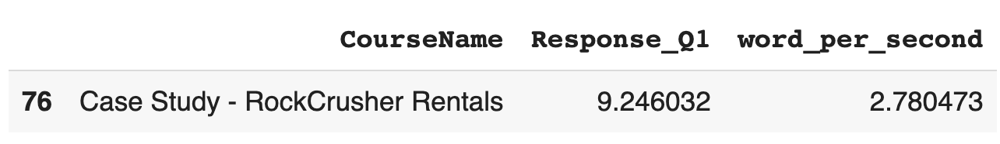 CourseName Response_Q1 word_per_second
76 Case Study - RockCrusher Rentals 9.246032 2.780473